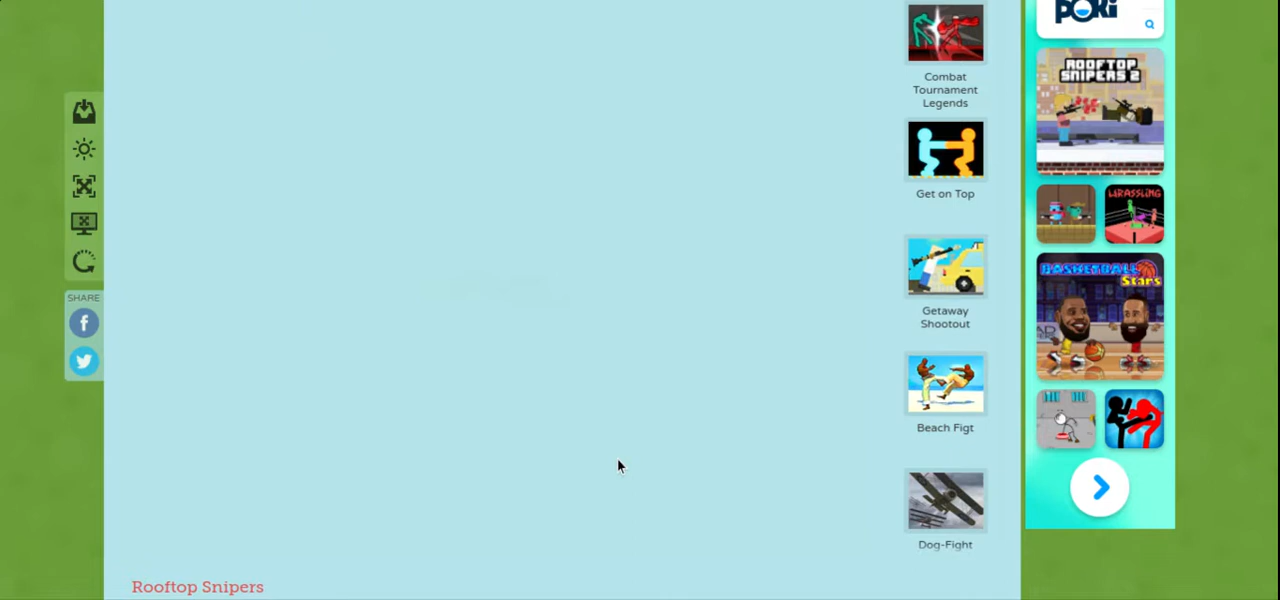 POKi
Combat
Tournament
Legends
ROOFTOP
SNIPERS 2
Get on Top
WRASSLING
SHARE
BASKETBALL
Stars
Getaway
Shootout
Beach Figt
Dog-Fight
Rooftop Snipers